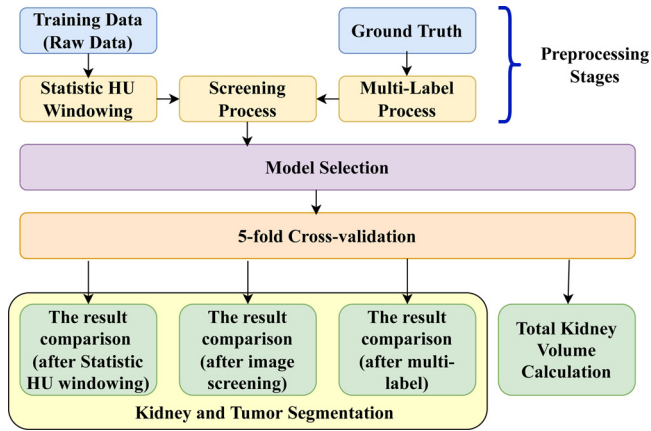 Training Data
(Raw Data)
Ground Truth
Preprocessing
Stages
Statistic HU
Windowing
Screening
Process
Multi-Label
Process
Model Selection
5-fold Cross-validation
The result
comparison
(after Statistic
HU windowing)
The result
comparison
(after image
screening)
The result
comparison
(after multi-
label)
Total Kidney
Volume
Calculation
Kidney and Tumor Segmentation